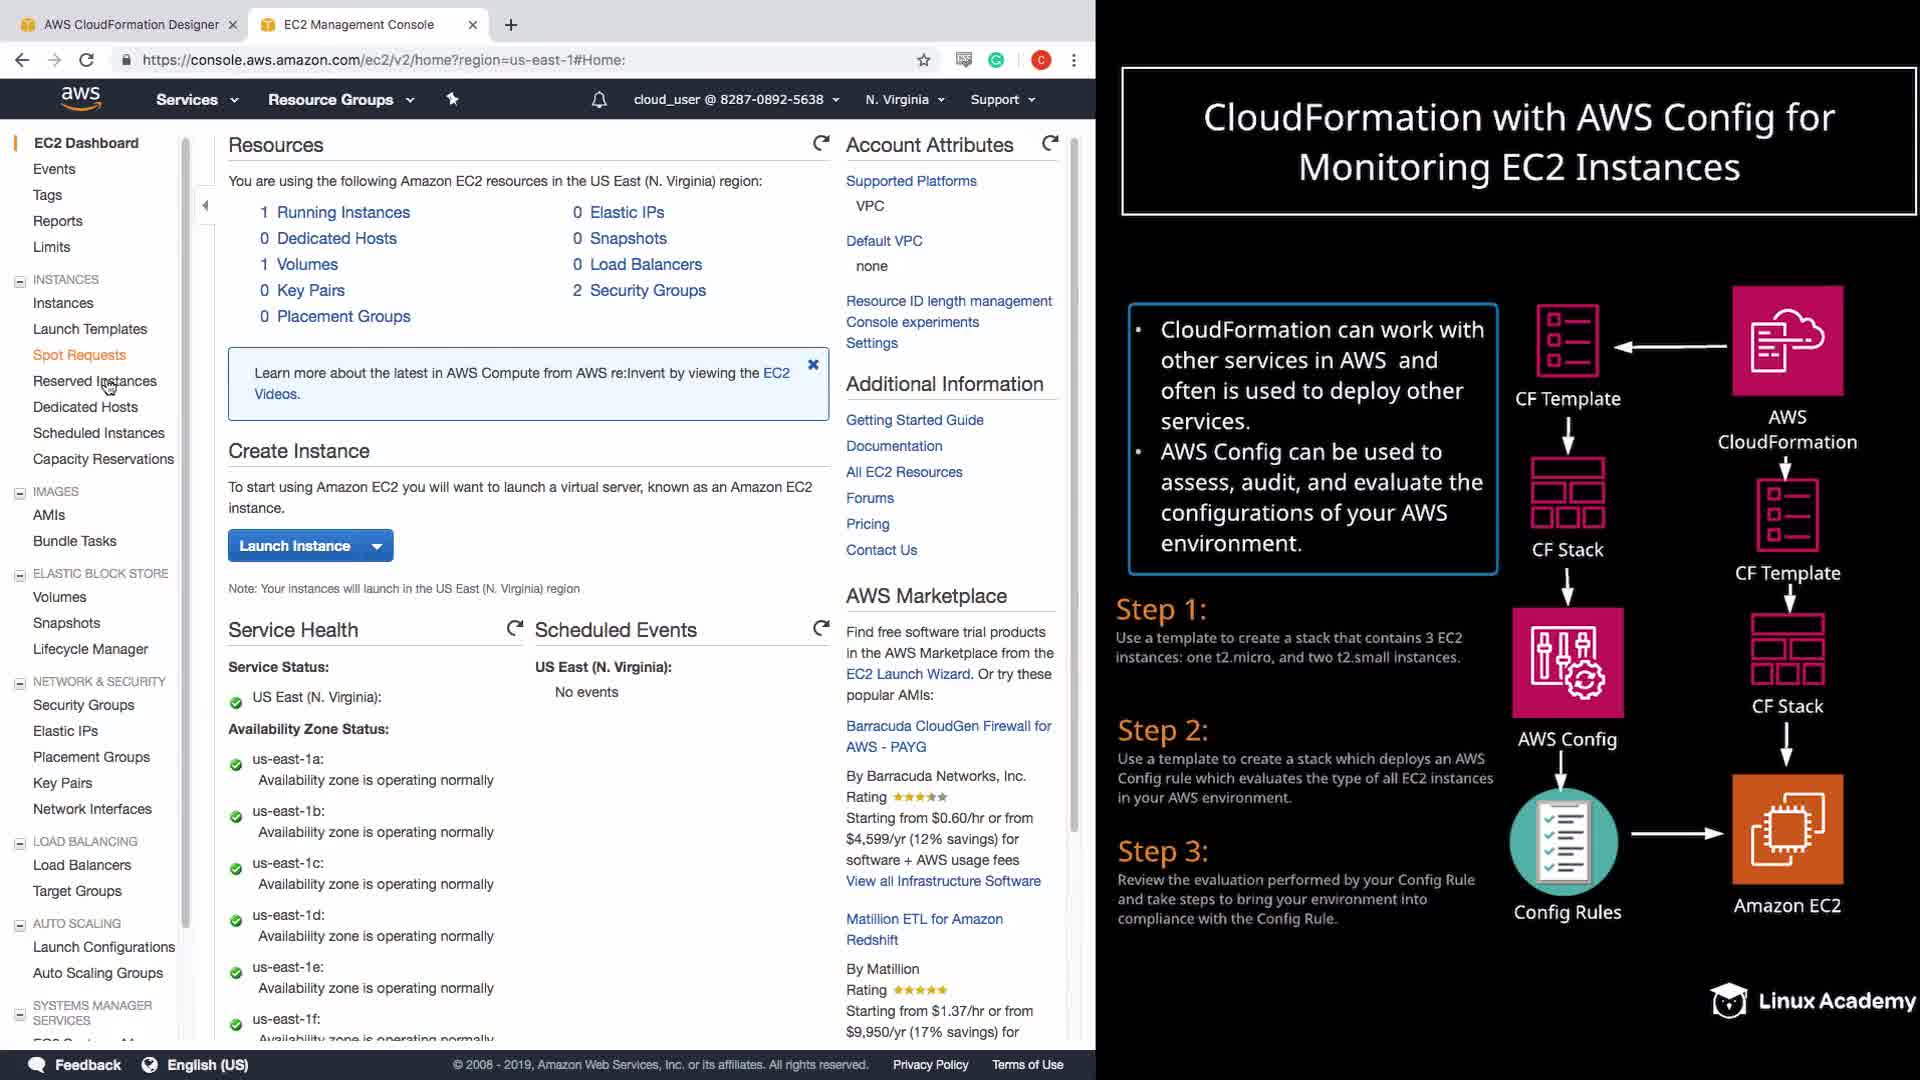 AWS CloudFormation Designer
EC2 Management Console
https://console.aws.amazon.com/ec2/v2/home?region=us-east-1#Home:
C
aws
Services
Resource Groups
cloud_user @ 8287-0892-5638
N. Virginia
Support
EC2 Dashboard
Events
Tags
Reports
Limits
INSTANCES
Instances
Launch Templates
Spot Requests
Reserved Instances
Dedicated Hosts
Scheduled Instances
Capacity Reservations
IMAGES
AMIs
Bundle Tasks
ELASTIC BLOCK STORE
Volumes
Snapshots
Lifecycle Manager
NETWORK & SECURITY
Security Groups
Elastic IPs
Placement Groups
Key Pairs
Network Interfaces
LOAD BALANCING
Load Balancers
Target Groups
AUTO SCALING
Launch Configurations
Auto Scaling Groups
SYSTEMS MANAGER
SERVICES
Resources
You are using the following Amazon EC2 resources in the US East (N. Virginia) region:
1 Running Instances
0 Elastic IPs
0 Dedicated Hosts
0 Snapshots
1 Volumes
0 Load Balancers
0 Key Pairs
2 Security Groups
0 Placement Groups
Learn more about the latest in AWS Compute from AWS re:Invent by viewing the EC2
Videos.
Create Instance
To start using Amazon EC2 you will want to launch a virtual server, known as an Amazon EC2
instance.
Launch Instance
Note: Your instances will launch in the US East (N. Virginia) region
Service Health
Service Status:
US East (N. Virginia):
Availability Zone Status:
us-east-1a:
Availability zone is operating normally
us-east-1b:
Availability zone is operating normally
us-east-1c:
Availability zone is operating normally
us-east-1d:
Availability zone is operating normally
us-east-1e:
Availability zone is operating normally
us-east-1f:
Availability zone is operating normally
Scheduled Events
US East (N. Virginia):
No events
Account Attributes
Supported Platforms
VPC
Default VPC
none
Resource ID length management
Console experiments
Settings
Additional Information
Getting Started Guide
Documentation
All EC2 Resources
Forums
Pricing
Contact Us
AWS Marketplace
Find free software trial products
in the AWS Marketplace from the
EC2 Launch Wizard. Or try these
popular AMIs:
Barracuda CloudGen Firewall for
AWS - PAYG
By Barracuda Networks, Inc.
Rating
Starting from $0.60/hr or from
$4,599/yr (12% savings) for
software + AWS usage fees
View all Infrastructure Software
Matillion ETL for Amazon
Redshift
By Matillion
Rating
Starting from $1.37/hr or from
$9,950/yr (17% savings) for
Feedback
English (US)
© 2008 - 2019, Amazon Web Services, Inc. or its affiliates. All rights reserved.
Privacy Policy
Terms of Use
CloudFormation with AWS Config for
Monitoring EC2 Instances
• CloudFormation can work with
other services in AWS and
often is used to deploy other
services.
• AWS Config can be used to
assess, audit, and evaluate the
configurations of your AWS
environment.
Step 1:
Use a template to create a stack that contains 3 EC2
instances: one t2.micro, and two t2.small instances.
Step 2:
Use a template to create a stack which deploys an AWS
Config rule which evaluates the type of all EC2 instances
in your AWS environment.
Step 3:
Review the evaluation performed by your Config Rule
and take steps to bring your environment into
compliance with the Config Rule.
CF Template
CF Stack
AWS Config
Config Rules
AWS
CloudFormation
CF Template
CF Stack
Amazon EC2
Linux Academy